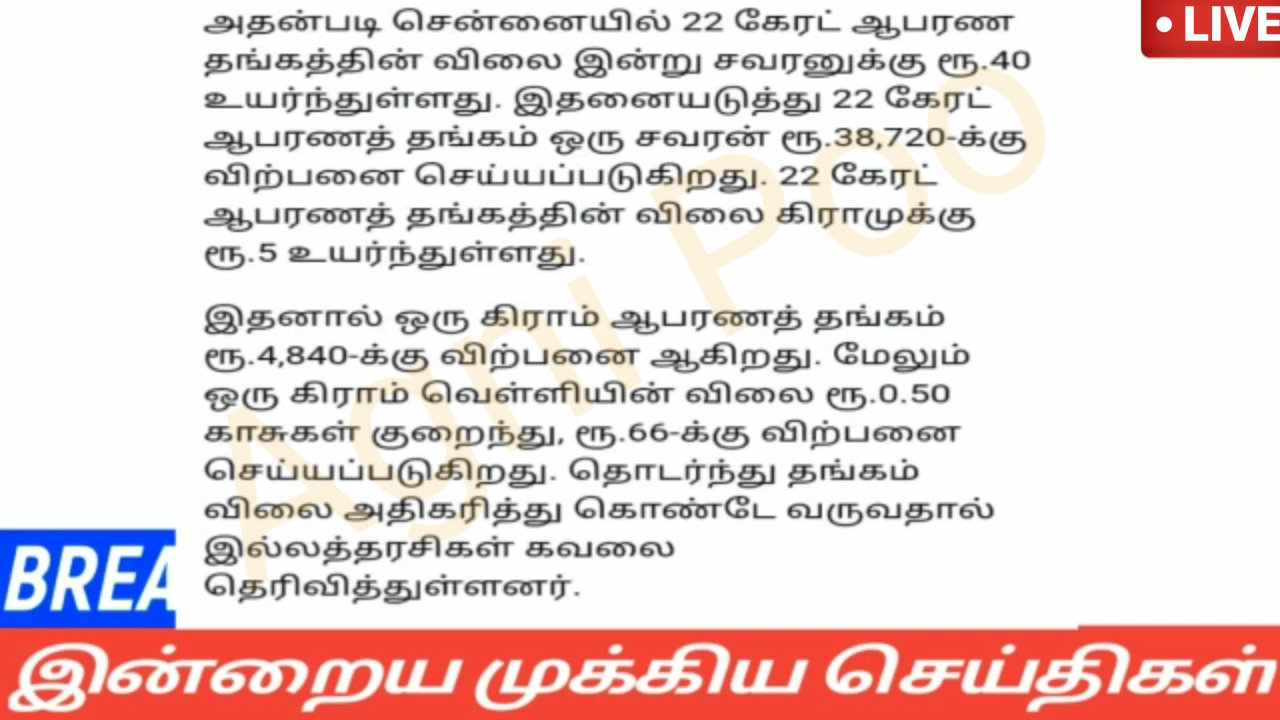 அதன்படி சென்னையில் 22 கேரட் ஆபரண
தங்கத்தின் விலை இன்று சவரனுக்கு ரூ.40
உயர்ந்துள்ளது. இதனையடுத்து 22 கேரட்
ஆபரணத் தங்கம் ஒரு சவரன் ரூ.38,720-க்கு
விற்பனை செய்யப்படுகிறது. 22 கேரட்
ஆபரணத் தங்கத்தின் விலை கிராமுக்கு
ரூ.5 உயர்ந்துள்ளது.
இதனால் ஒரு கிராம் ஆபரணத் தங்கம்
ரூ.4,840-க்கு விற்பனை ஆகிறது. மேலும்
ஒரு கிராம் வெள்ளியின் விலை ரூ.0.50
காசுகள் குறைந்து, ரூ.66-க்கு விற்பனை
செய்யப்படுகிறது. தொடர்ந்து தங்கம்
விலை அதிகரித்து கொண்டே வருவதால்
இல்லத்தரசிகள் கவலை
தெரிவித்துள்ளனர்.
Agni Poo
• LIVE
BREA
இன்றைய முக்கிய செய்திகள்